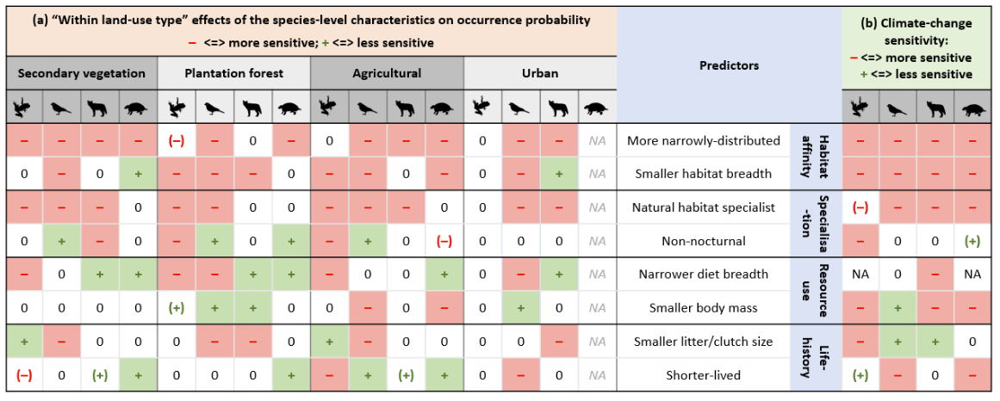 (a) “Within land-use type” effects of the species-level characteristics on occurrence probability
– <=> more sensitive; + <=> less sensitive
(b) Climate-change
sensitivity:
– <=> more sensitive
+ <=> less sensitive
Secondary vegetation Plantation forest Agricultural Urban Predictors
– – – – (–) – 0 – 0 – – – 0 – – NA More narrowly-distributed – – – –
0 – 0 + – – – 0 – – 0 – 0 – + NA Smaller habitat breadth – – – –
Habitat
affinity
– – – 0 – – 0 0 – – – 0 0 – – NA Natural habitat specialist (–) – – –
0 + – 0 – + 0 + – + 0 (–) 0 0 0 NA Non-nocturnal – 0 0 (+)
Specialisa
-tion
– 0 + + – – + + – 0 0 + 0 – + NA Narrower diet breadth NA 0 – NA
0 0 0 0 (+) + + 0 0 – 0 – 0 + 0 NA Smaller body mass – + – –
Resource
use
+ – 0 0 0 – – 0 + 0 0 0 0 0 – NA Smaller litter/clutch size – + + 0
(–) 0 (+) + 0 0 0 + – + (+) + 0 – 0 NA Shorter-lived (+) – 0 –
Life-
history